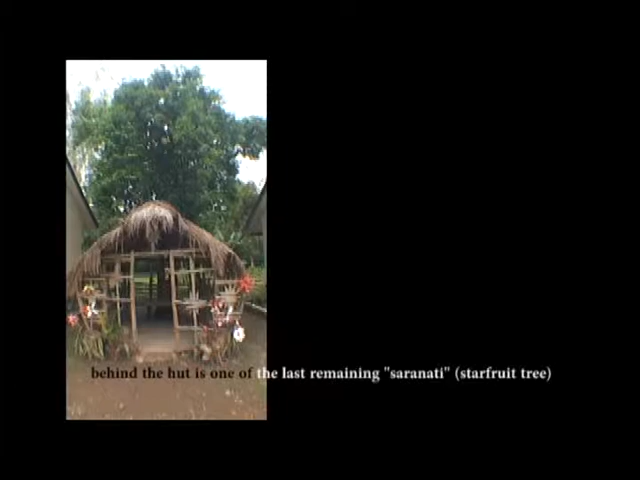 behind the hut is one of the last remaining "saranati" (starfruit tree)